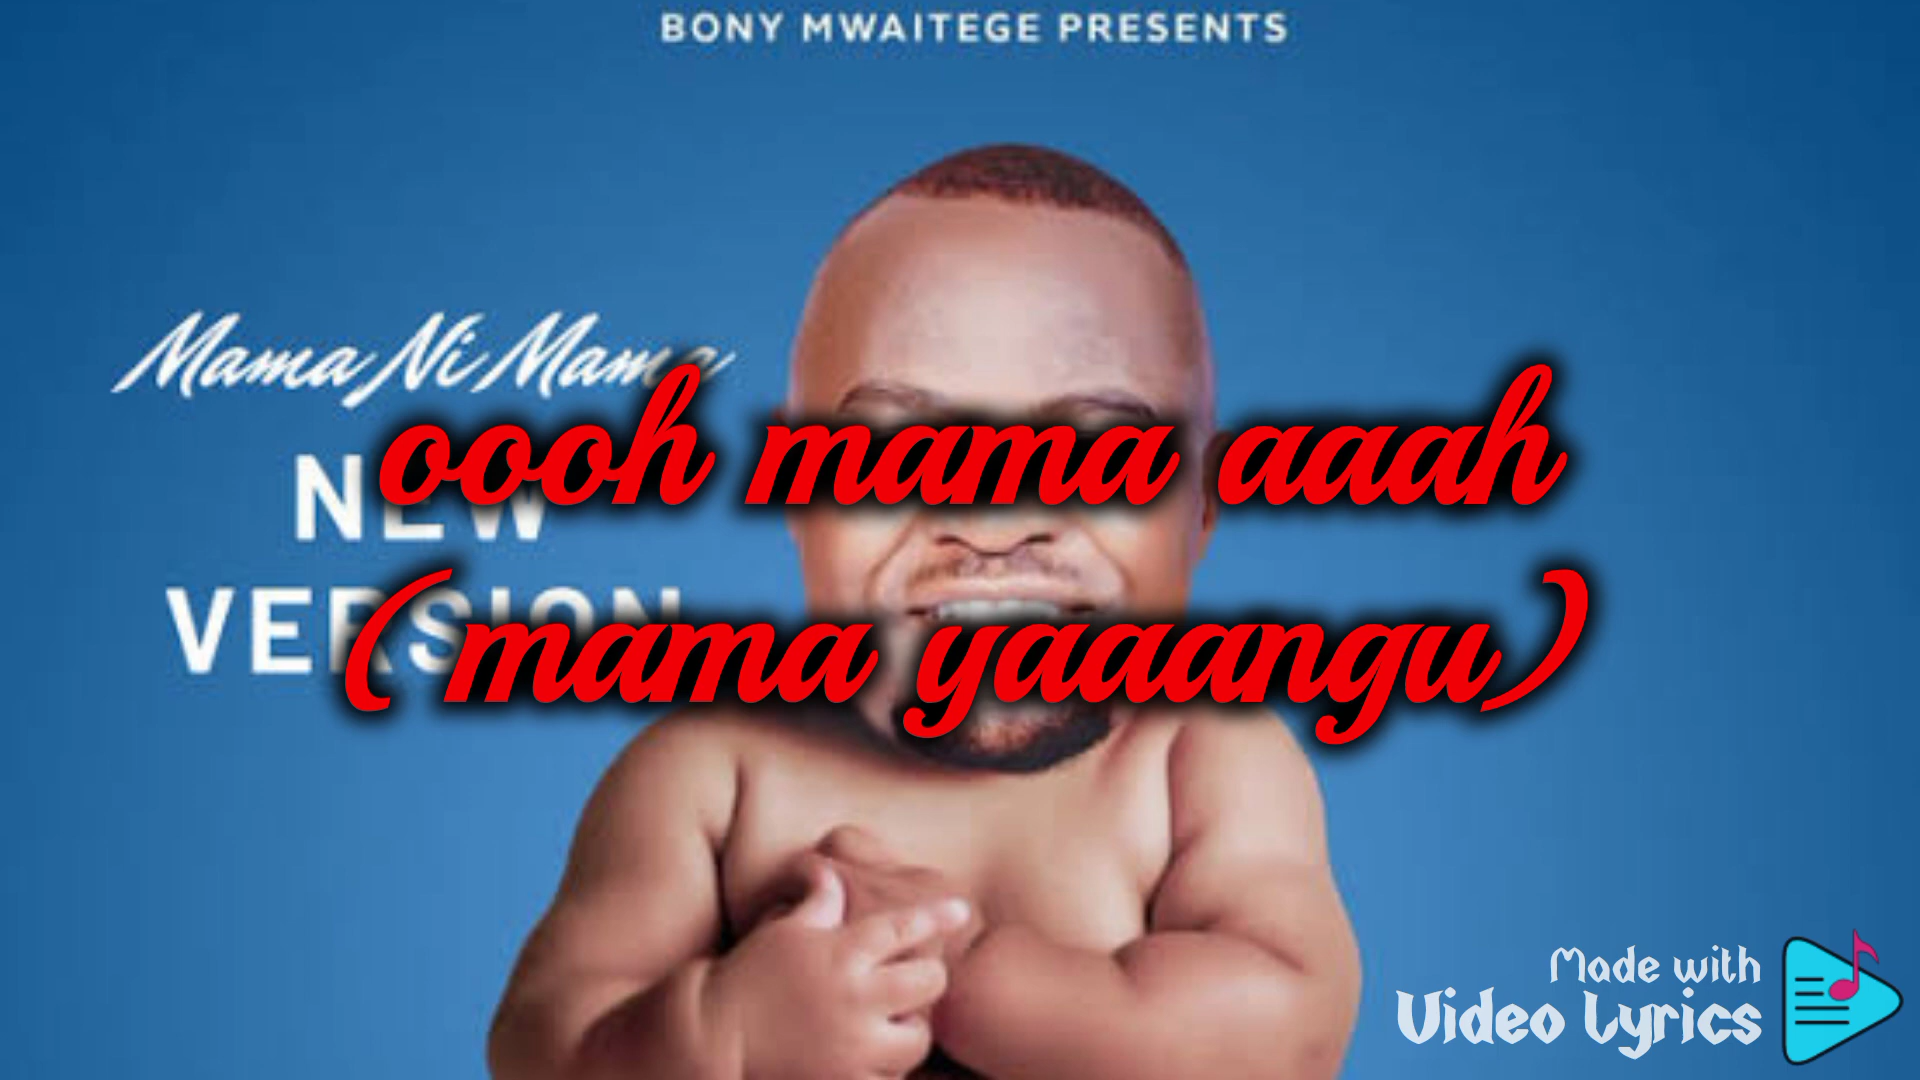 BONY MWAITEGE PRESENTS
Mama Ni Mama
NEW
VERSION
oooh mama aaah
(mama yaaangu)
Made with
Video Lyrics